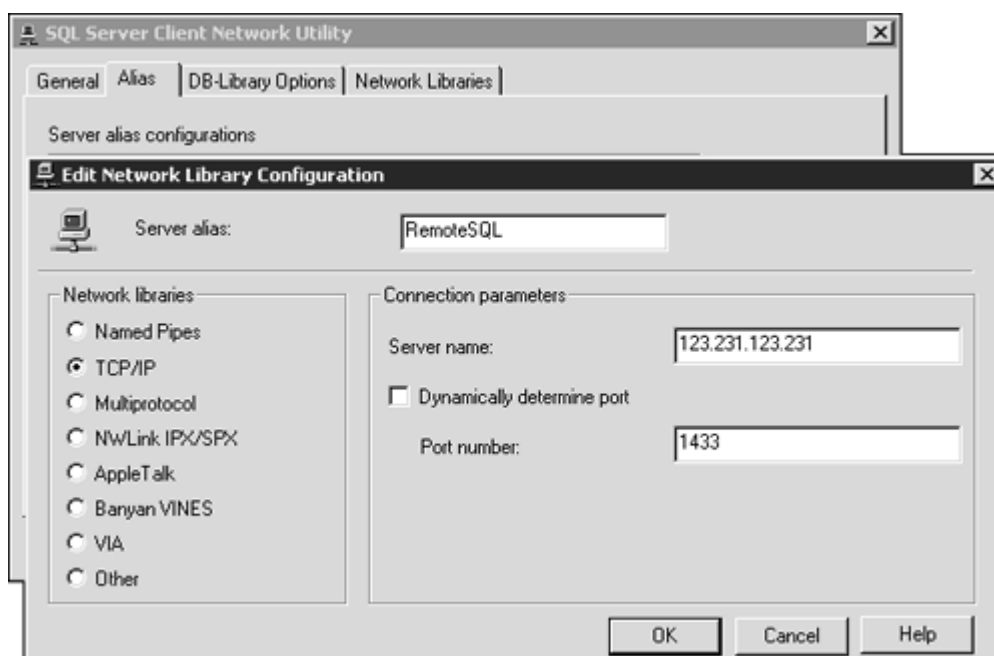 SQL Server Client Network Utility
General Alias DB-Library Options Network Libraries
Server alias configurations
Edit Network Library Configuration
Server alias: RemoteSQL
Network libraries
Named Pipes
TCP/IP
Multiprotocol
NWLink IPX/SPX
AppleTalk
Banyan VINES
VIA
Other
Connection parameters
Server name: 123.231.123.231
Dynamically determine port
Port number: 1433
OK Cancel Help